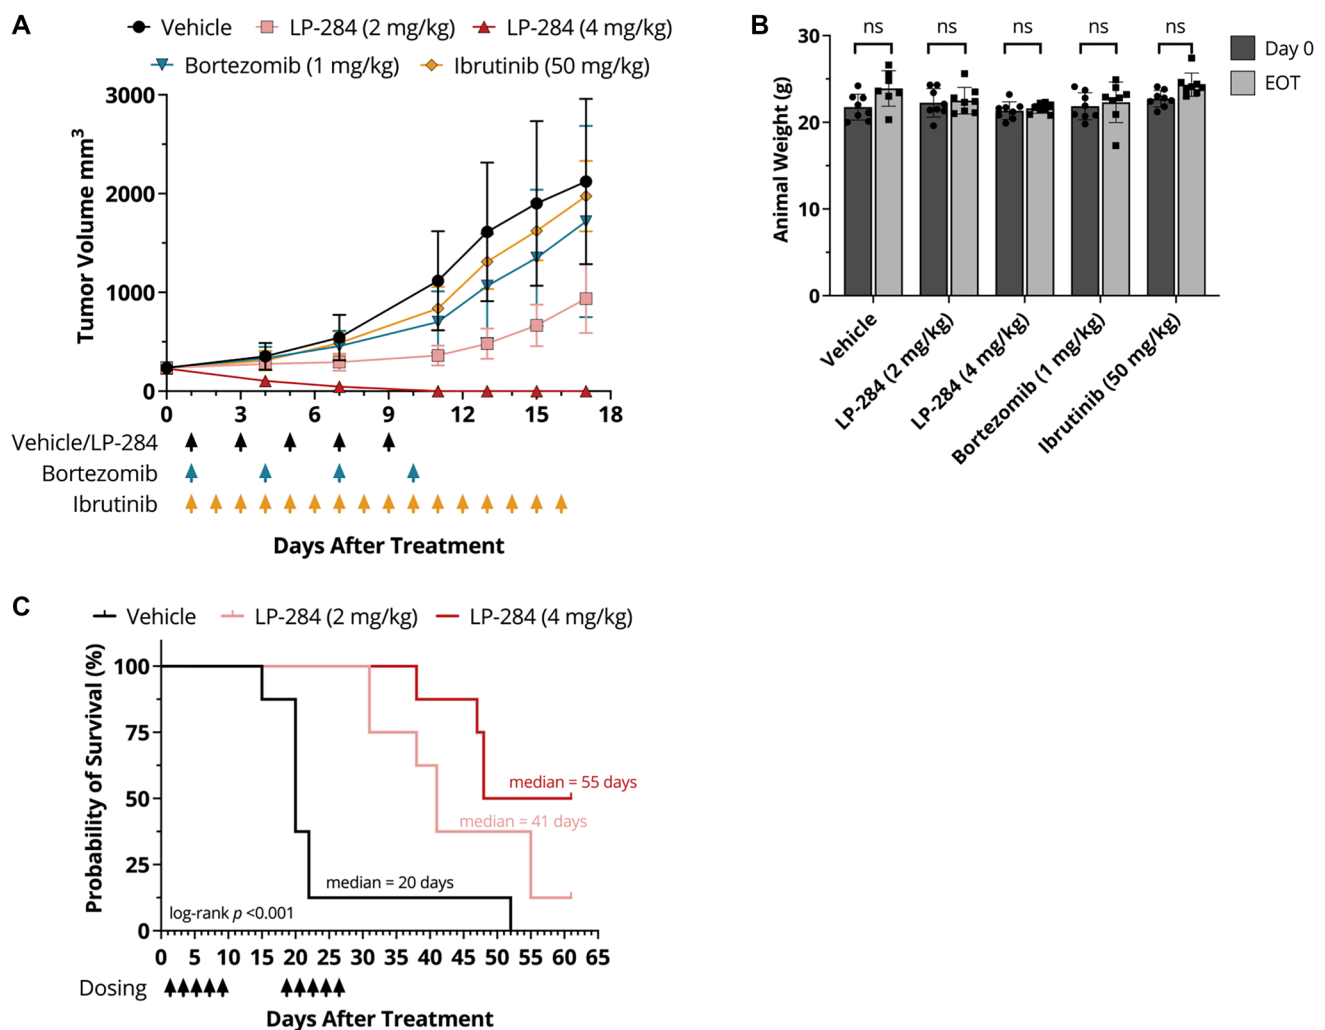 A
Vehicle
LP-284 (2 mg/kg)
LP-284 (4 mg/kg)
Bortezomib (1 mg/kg)
Ibrutinib (50 mg/kg)
Tumor Volume mm³
3000
2000
1000
0
0 3 6 9 12 15 18
Vehicle/LP-284
Bortezomib
Ibrutinib
Days After Treatment
B
ns ns ns ns ns
Day 0
EOT
Animal Weight (g)
30
20
10
0
Vehicle
LP-284 (2 mg/kg)
LP-284 (4 mg/kg)
Bortezomib (1 mg/kg)
Ibrutinib (50 mg/kg)
C
Vehicle
LP-284 (2 mg/kg)
LP-284 (4 mg/kg)
Probability of Survival (%)
100
75
50
25
0
median = 55 days
median = 41 days
median = 20 days
log-rank p <0.001
0 5 10 15 20 25 30 35 40 45 50 55 60 65
Dosing
Days After Treatment